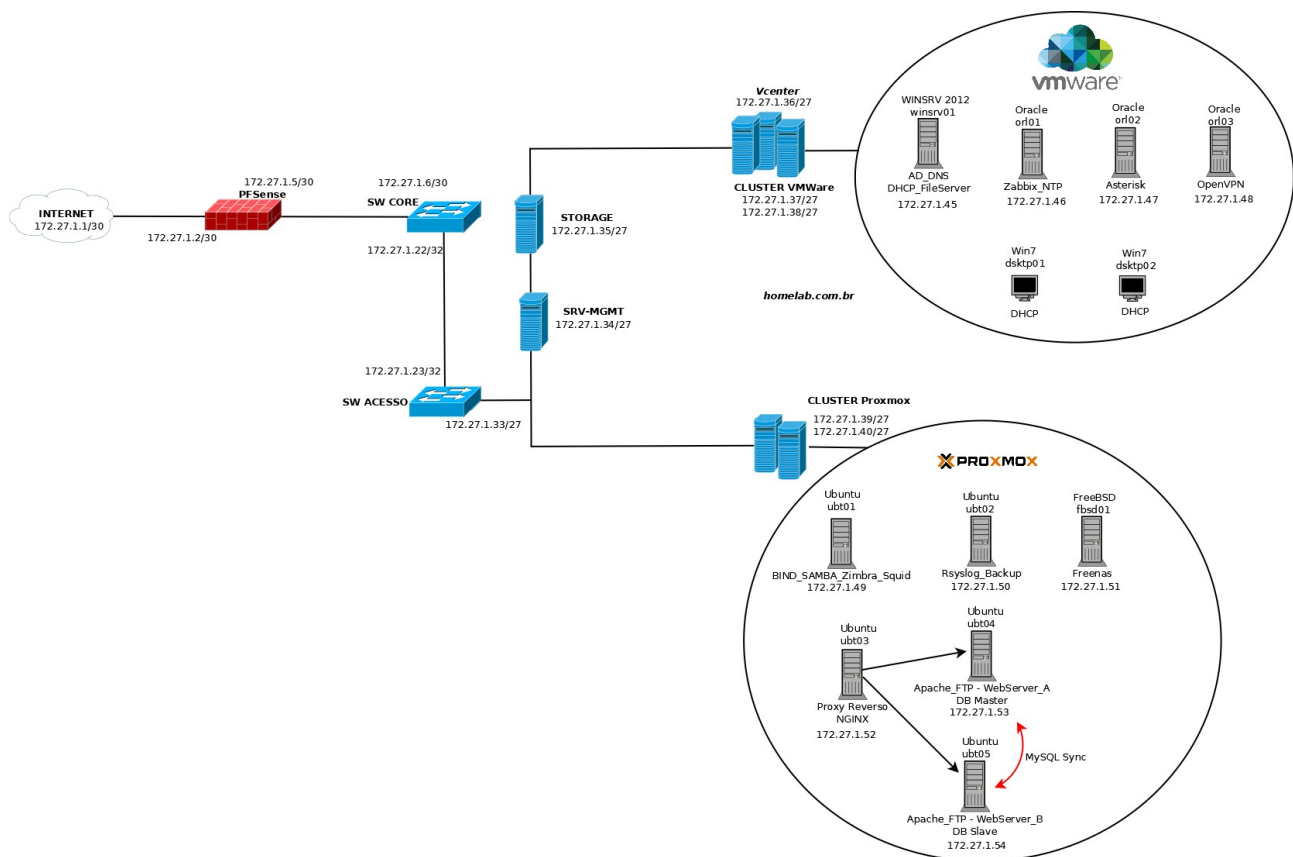 INTERNET
172.27.1.1/30
172.27.1.2/30
172.27.1.5/30
PFSense
172.27.1.6/30
SW CORE
172.27.1.22/32
172.27.1.23/32
SW ACESSO
172.27.1.33/27
STORAGE
172.27.1.35/27
SRV-MGMT
172.27.1.34/27
Vcenter
172.27.1.36/27
CLUSTER VMWare
172.27.1.37/27
172.27.1.38/27
homelab.com.br
vmware
WINSRV 2012
winsrv01
AD_DNS
DHCP_FileServer
172.27.1.45
Oracle
orl01
Zabbix_NTP
172.27.1.46
Oracle
orl02
Asterisk
172.27.1.47
Oracle
orl03
OpenVPN
172.27.1.48
Win7
dsktp01
DHCP
Win7
dsktp02
DHCP
CLUSTER Proxmox
172.27.1.39/27
172.27.1.40/27
PROXMOX
Ubuntu
ubt01
BIND_SAMBA_Zimbra_Squid
172.27.1.49
Ubuntu
ubt02
Rsyslog_Backup
172.27.1.50
FreeBSD
fbsd01
Freenas
172.27.1.51
Ubuntu
ubt03
Proxy Reverso
NGINX
172.27.1.52
Ubuntu
ubt04
Apache_FTP - WebServer_A
DB Master
172.27.1.53
MySQL Sync
Ubuntu
ubt05
Apache_FTP - WebServer_B
DB Slave
172.27.1.54